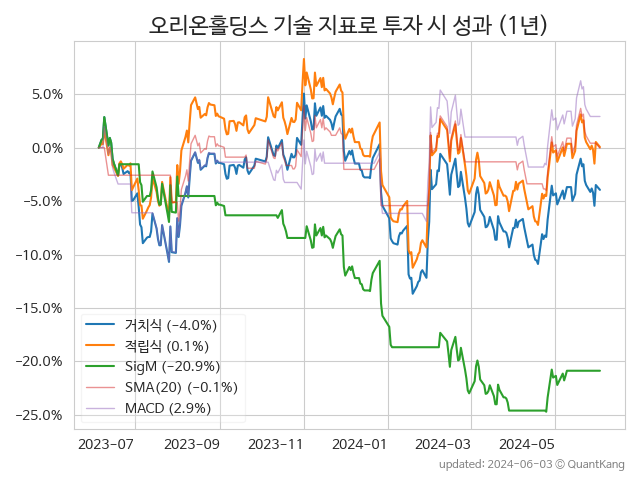 오리온홀딩스 기술 지표로 투자 시 성과 (1년)
5.0%
0.0%
−5.0%
−10.0%
−15.0%
−20.0%
−25.0%
거치식 (−4.0%)
적립식 (0.1%)
SigM (−20.9%)
SMA(20) (−0.1%)
MACD (2.9%)
2023-07 2023-09 2023-11 2024-01 2024-03 2024-05
updated: 2024-06-03 © QuantKang